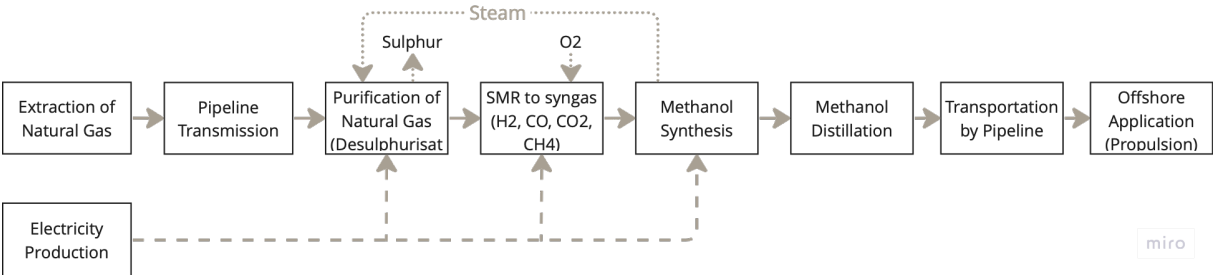 Steam
Sulphur
O2
Extraction of
Natural Gas
Pipeline
Transmission
Purification of
Natural Gas
(Desulphurisat
SMR to syngas
(H2, CO, CO2,
CH4)
Methanol
Synthesis
Methanol
Distillation
Transportation
by Pipeline
Offshore
Application
(Propulsion)
Electricity
Production
miro